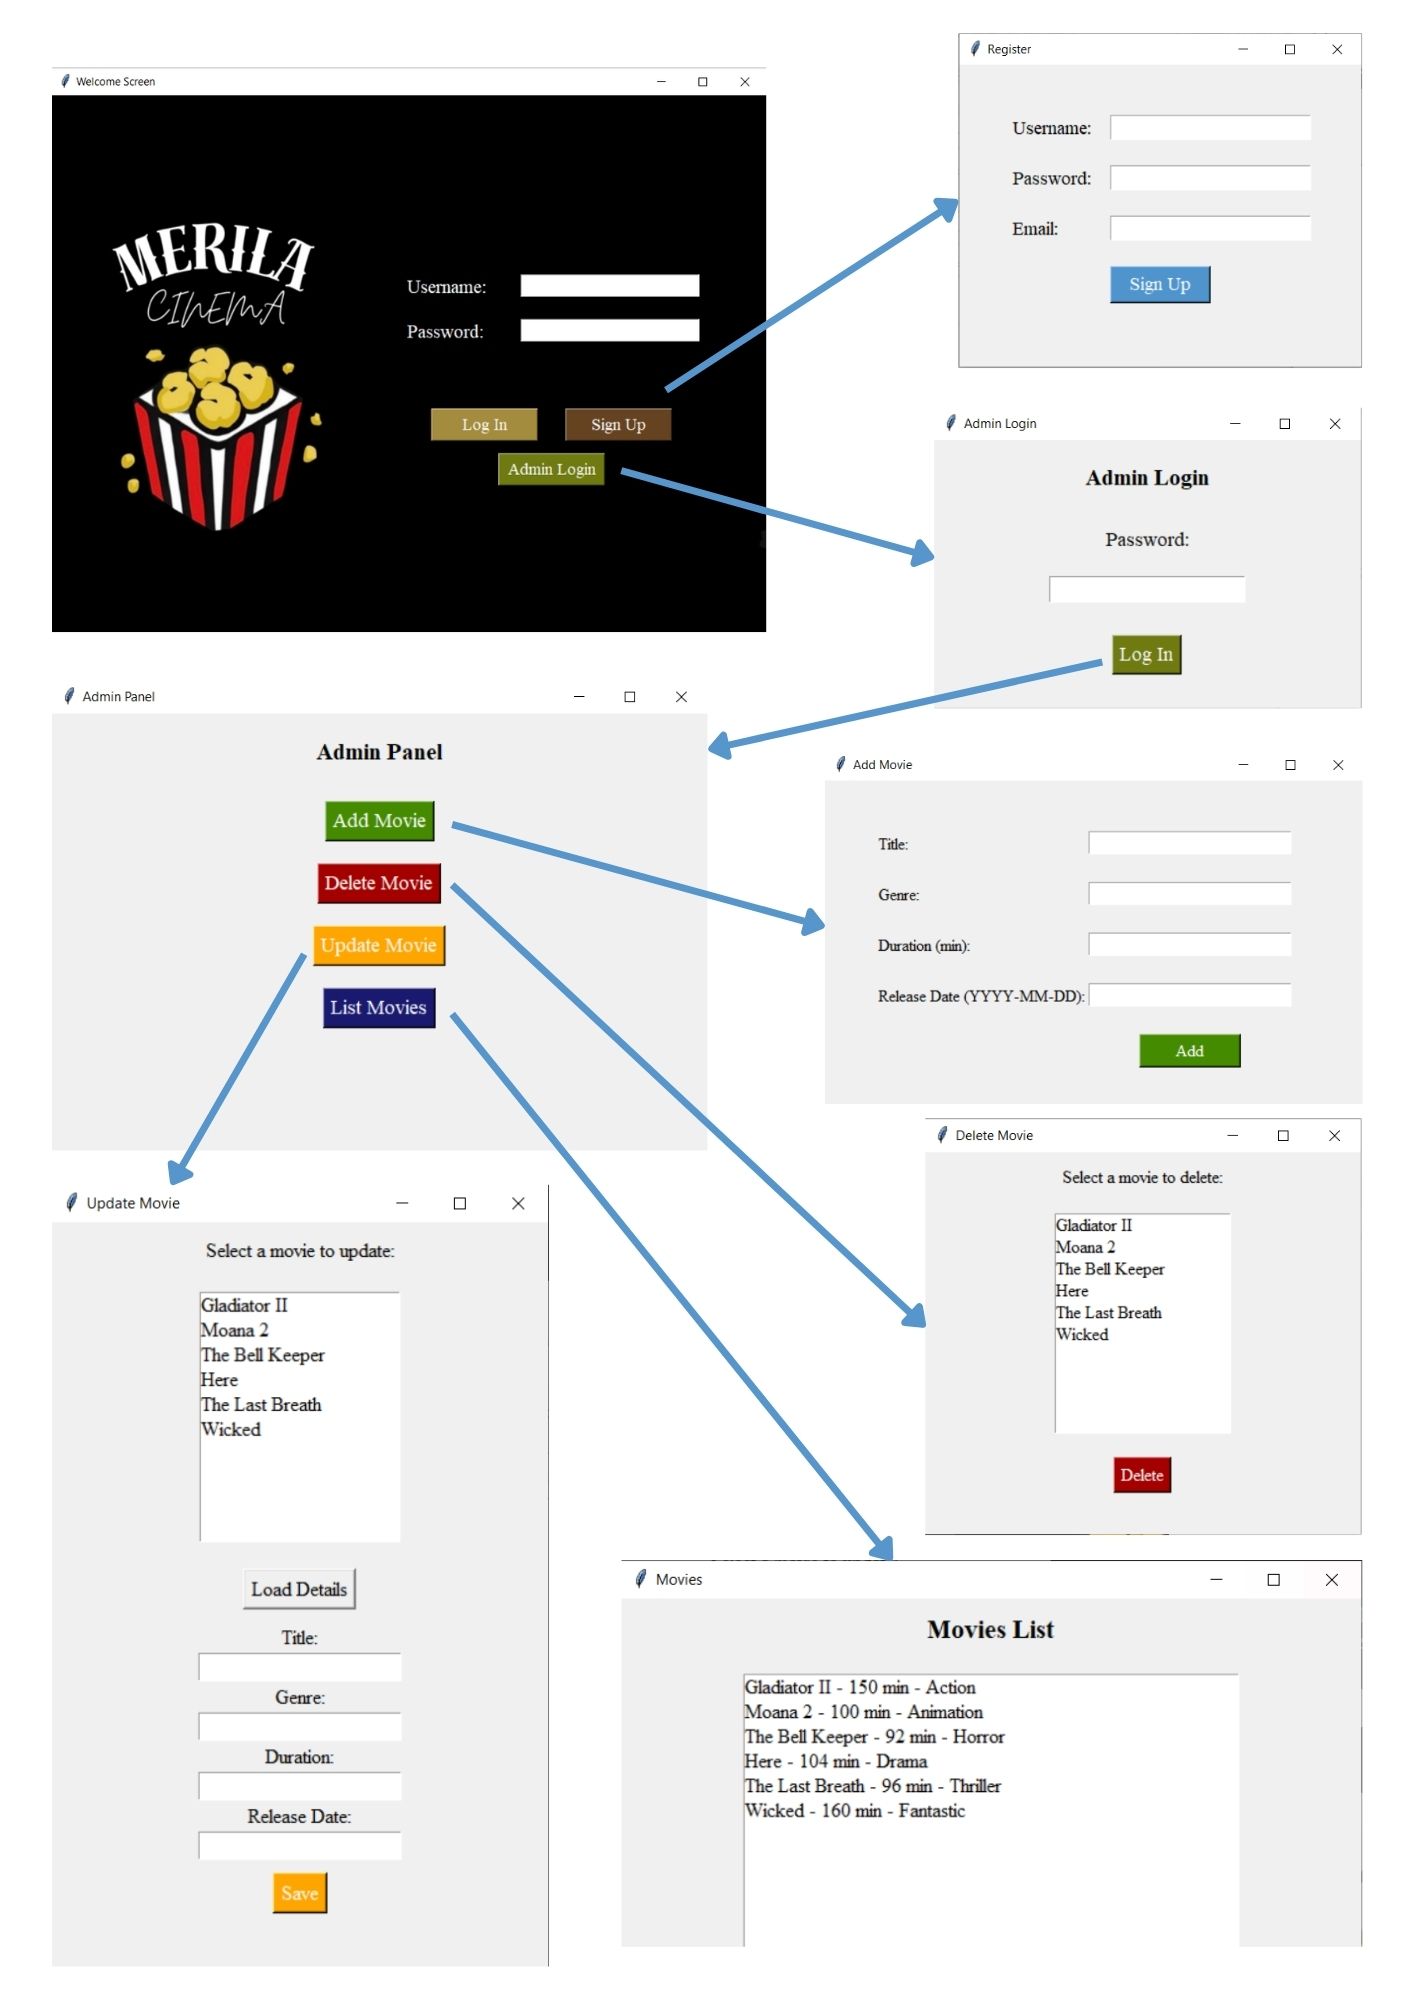 Welcome Screen
MERILA
CINEMA
Username:
Password:
Log In
Sign Up
Admin Login
Register
Username:
Password:
Email:
Sign Up
Admin Login
Admin Login
Password:
Log In
Admin Panel
Admin Panel
Add Movie
Delete Movie
Update Movie
List Movies
Add Movie
Title:
Genre:
Duration (min):
Release Date (YYYY-MM-DD):
Add
Delete Movie
Select a movie to delete:
Gladiator II
Moana 2
The Bell Keeper
Here
The Last Breath
Wicked
Delete
Update Movie
Select a movie to update:
Gladiator II
Moana 2
The Bell Keeper
Here
The Last Breath
Wicked
Load Details
Title:
Genre:
Duration:
Release Date:
Save
Movies
Movies List
Gladiator II - 150 min - Action
Moana 2 - 100 min - Animation
The Bell Keeper - 92 min - Horror
Here - 104 min - Drama
The Last Breath - 96 min - Thriller
Wicked - 160 min - Fantastic